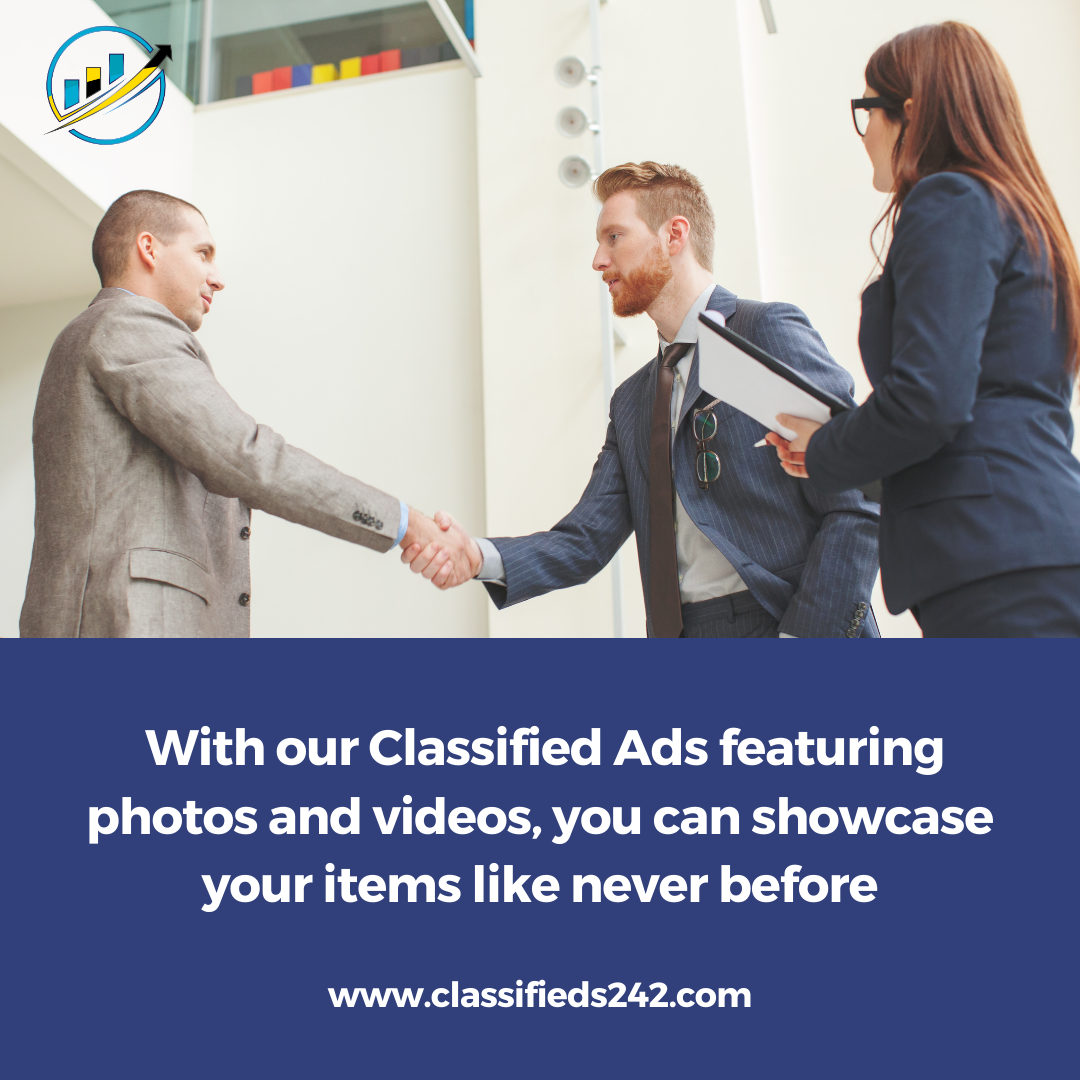 With our Classified Ads featuring
photos and videos, you can showcase
your items like never before
www.classifieds242.com